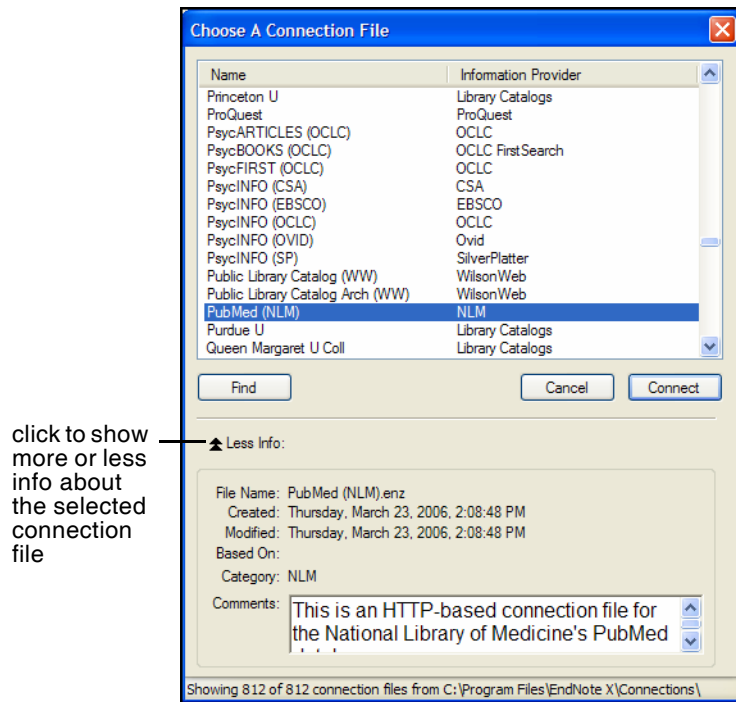 Choose A Connection File
Name Information Provider
Princeton U Library Catalogs
ProQuest ProQuest
PsycARTICLES (OCLC) OCLC
PsycBOOKS (OCLC) OCLC FirstSearch
PsycFIRST (OCLC) OCLC
PsycINFO (CSA) CSA
PsycINFO (EBSCO) EBSCO
PsycINFO (OCLC) OCLC
PsycINFO (OVID) Ovid
PsycINFO (SP) SilverPlatter
Public Library Catalog (WW) WilsonWeb
Public Library Catalog Arch (WW) WilsonWeb
PubMed (NLM) NLM
Purdue U Library Catalogs
Queen Margaret U Coll Library Catalogs
Find Cancel Connect
click to show
more or less
info about
the selected
connection
file
Less Info:
File Name: PubMed (NLM).enz
Created: Thursday, March 23, 2006, 2:08:48 PM
Modified: Thursday, March 23, 2006, 2:08:48 PM
Based On:
Category: NLM
Comments: This is an HTTP-based connection file for
the National Library of Medicine's PubMed
Showing 812 of 812 connection files from C:\Program Files\EndNote X\Connections\